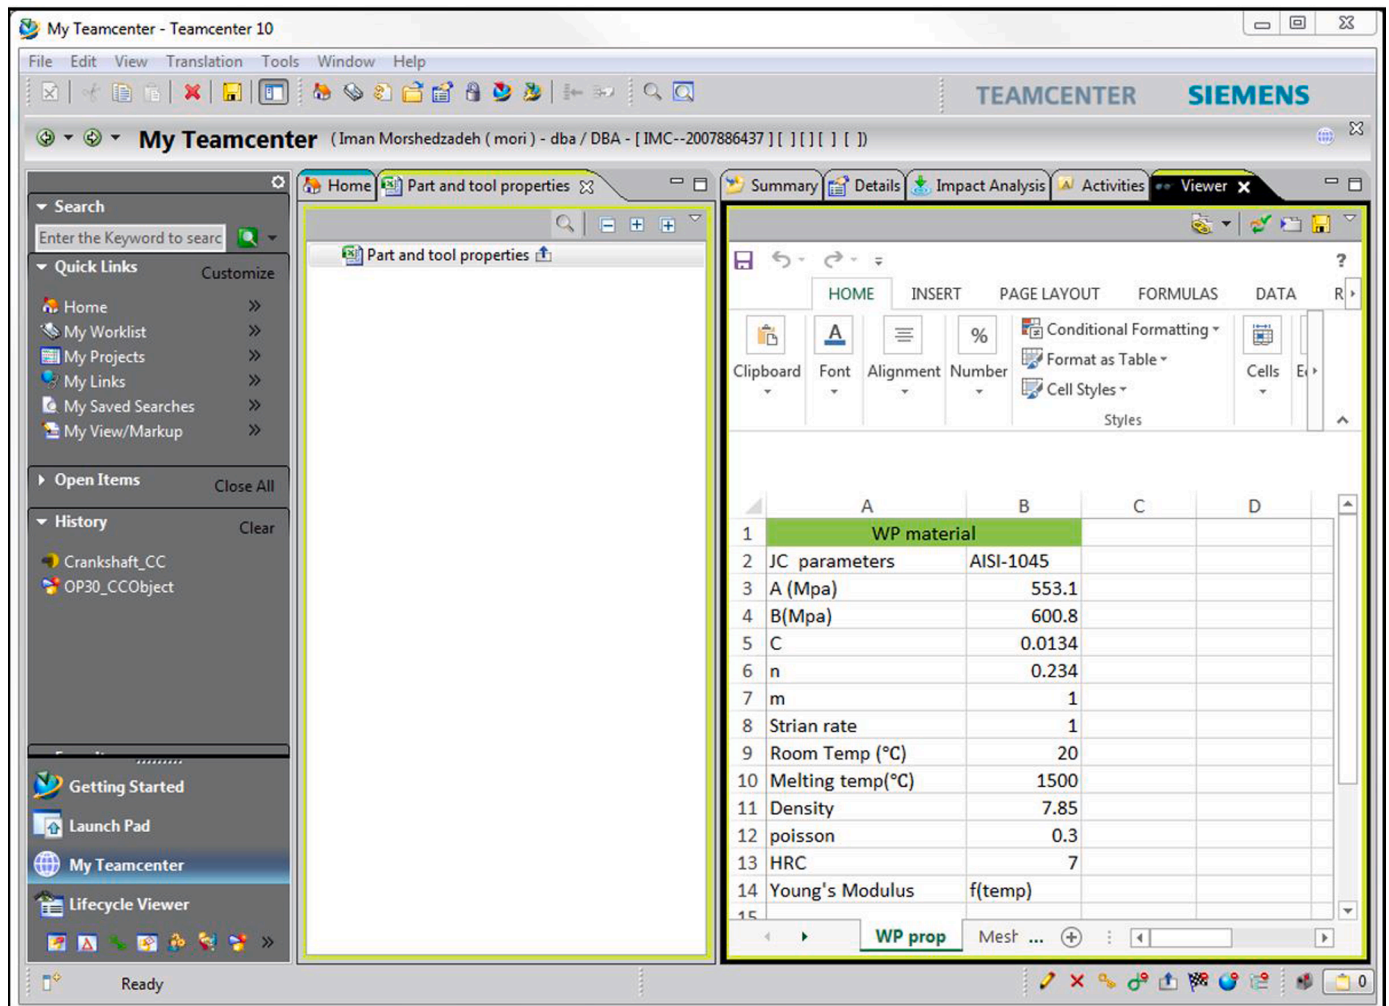 My Teamcenter - Teamcenter 10
File Edit View Translation Tools Window Help
TEAMCENTER SIEMENS
My Teamcenter ( Iman Morshedzadeh ( mori ) - dba / DBA - [ IMC--2007886437 ] [ ] [ ] [ ] [ ])
Search
Enter the Keyword to searc
Quick Links Customize
Home
My Worklist
My Projects
My Links
My Saved Searches
My View/Markup
Open Items Close All
History Clear
Crankshaft_CC
OP30_CCObject
Getting Started
Launch Pad
My Teamcenter
Lifecycle Viewer
Home Part and tool properties
Part and tool properties
Summary Details Impact Analysis Activities Viewer
HOME INSERT PAGE LAYOUT FORMULAS DATA R
Clipboard Font Alignment Number
Conditional Formatting
Format as Table
Cell Styles
Styles
Cells
A B C D
1 WP material
2 JC parameters AISI-1045
3 A (Mpa) 553.1
4 B(Mpa) 600.8
5 C 0.0134
6 n 0.234
7 m 1
8 Strian rate 1
9 Room Temp (°C) 20
10 Melting temp(°C) 1500
11 Density 7.85
12 poisson 0.3
13 HRC 7
14 Young's Modulus f(temp)
15
WP prop Mesh ...
Ready 0